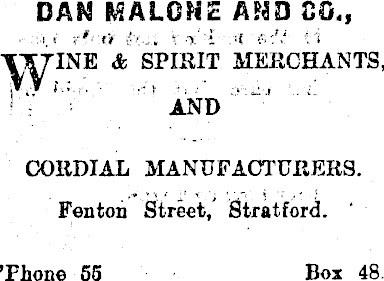 DAN MALONE AND CO.,
WINE & SPIRIT MERCHANTS,
AND
CORDIAL MANUFACTURERS.
Fenton Street, Stratford.
'Phone 55 Box 48.